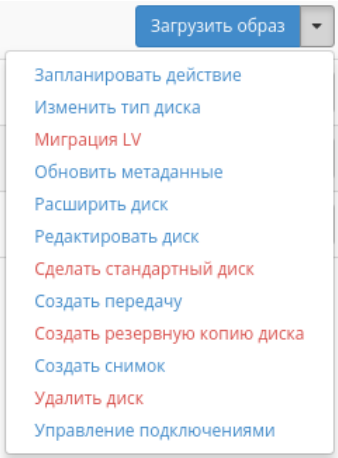 Загрузить образ
Запланировать действие
Изменить тип диска
Миграция LV
Обновить метаданные
Расширить диск
Редактировать диск
Сделать стандартный диск
Создать передачу
Создать резервную копию диска
Создать снимок
Удалить диск
Управление подключениями